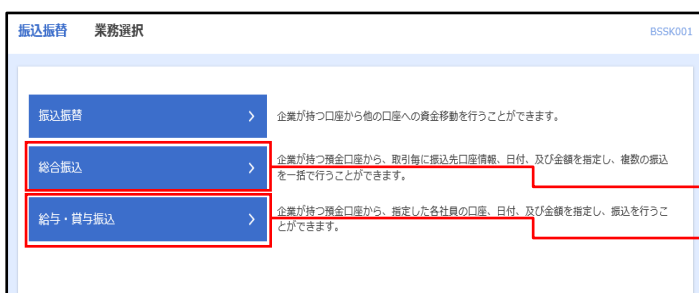 振込振替 業務選択 BSSK001
振込振替
企業が持つ口座から他の口座への資金移動を行うことができます。
総合振込
企業が持つ預金口座から、取引毎に振込先口座情報、日付、及び金額を指定し、複数の振込
を一括で行うことができます。
給与・賞与振込
企業が持つ預金口座から、指定した各社員の口座、日付、及び金額を指定し、振込を行うこ
とができます。